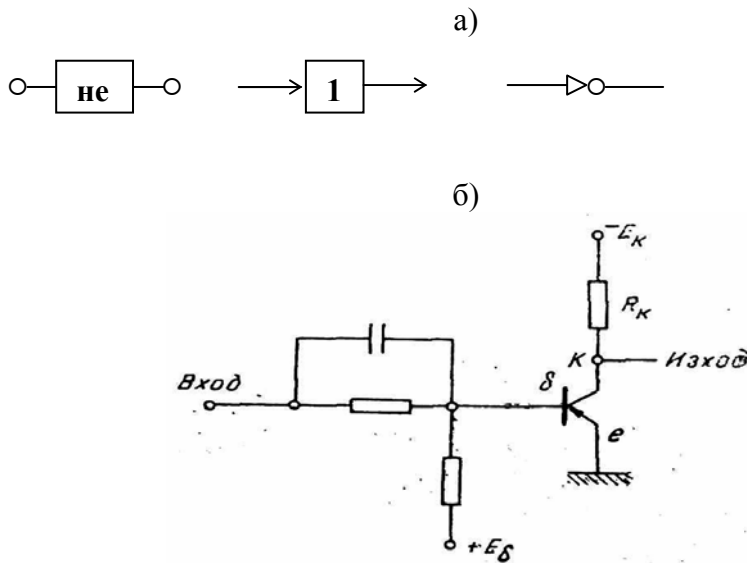 а)
не 1
б)
-Eк
Rк
к Изход
Вход б
е
+Eб